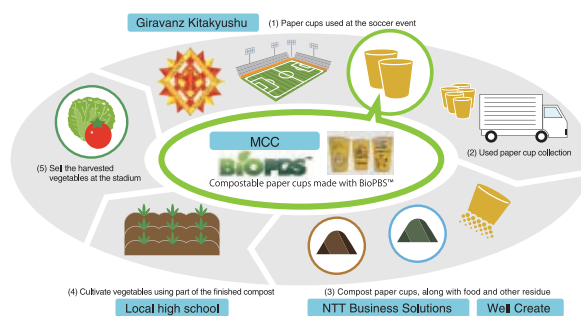 Giravanz Kitakyushu
(1) Paper cups used at the soccer event
MCC
BIOPBS™
Compostable paper cups made with BioPBS™
(2) Used paper cup collection
(5) Sell the harvested
vegetables at the stadium
(4) Cultivate vegetables using part of the finished compost
(3) Compost paper cups, along with food and other residue
Local high school
NTT Business Solutions
Well Create